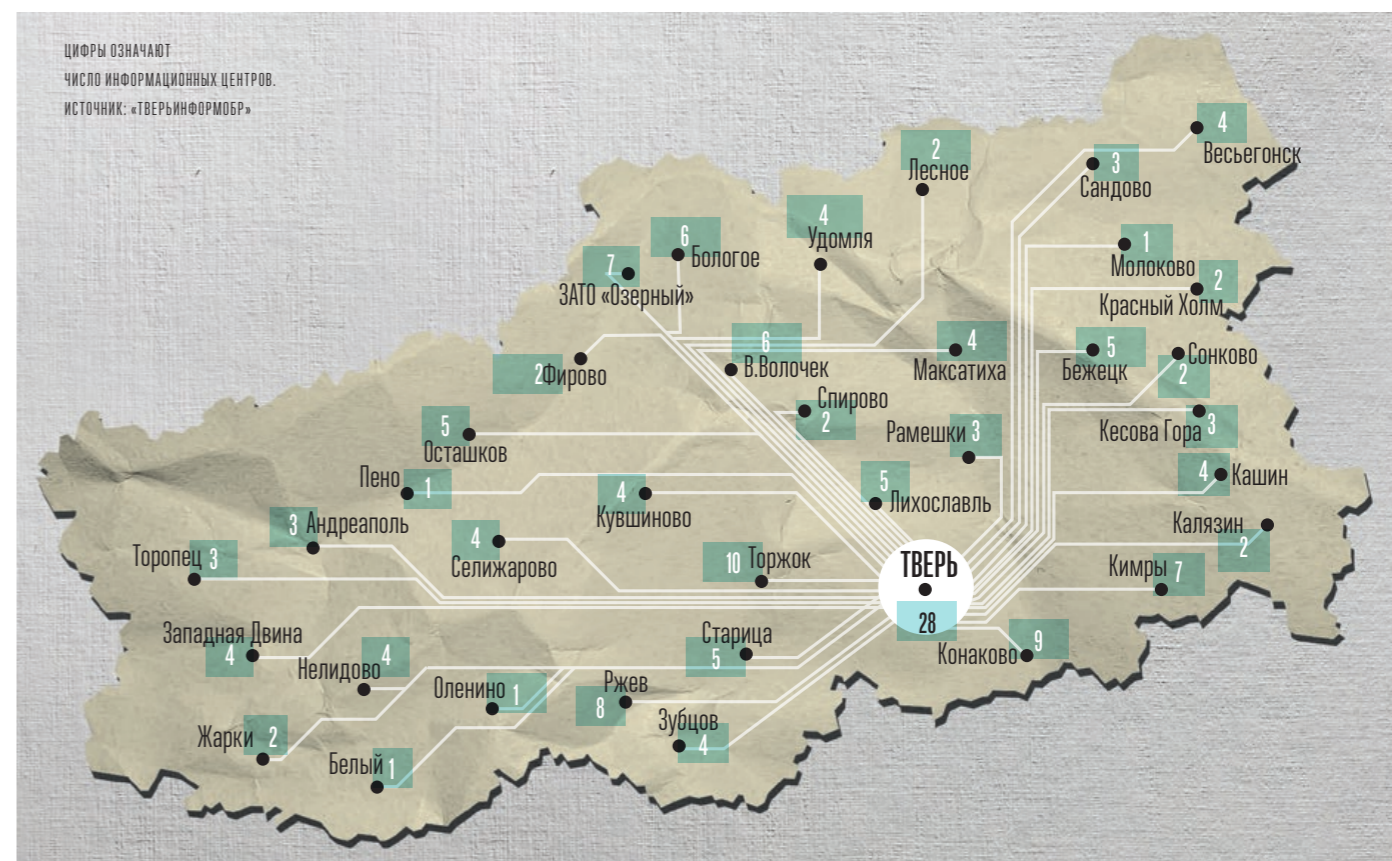 ЦИФРЫ ОЗНАЧАЮТ
ЧИСЛО ИНФОРМАЦИОННЫХ ЦЕНТРОВ.
ИСТОЧНИК: «ТВЕРЬИНФОРМОБР»
4
Весьегонск
2
Лесное
3
Сандово
4
Удомля
6
Бологое
1
Молоково
7
ЗАТО «Озерный»
2
Красный Холм
6
В.Волочек
4
Максатиха
5
Бежецк
Сонково
2
2
Фирово
Спирово
2
5
Осташков
Рамешки 3
Кесова Гора 3
Пено
1
4
Кувшиново
5
Лихославль
4
Кашин
3
Андреаполь
Калязин
2
4
Селижарово
Торопец 3
10
Торжок
ТВЕРЬ
28
Кимры 7
Западная Двина
4
Нелидово
4
Старица
5
Конаково
9
Оленино 1
Ржев
8
Зубцов
4
Жарки 2
Белый 1